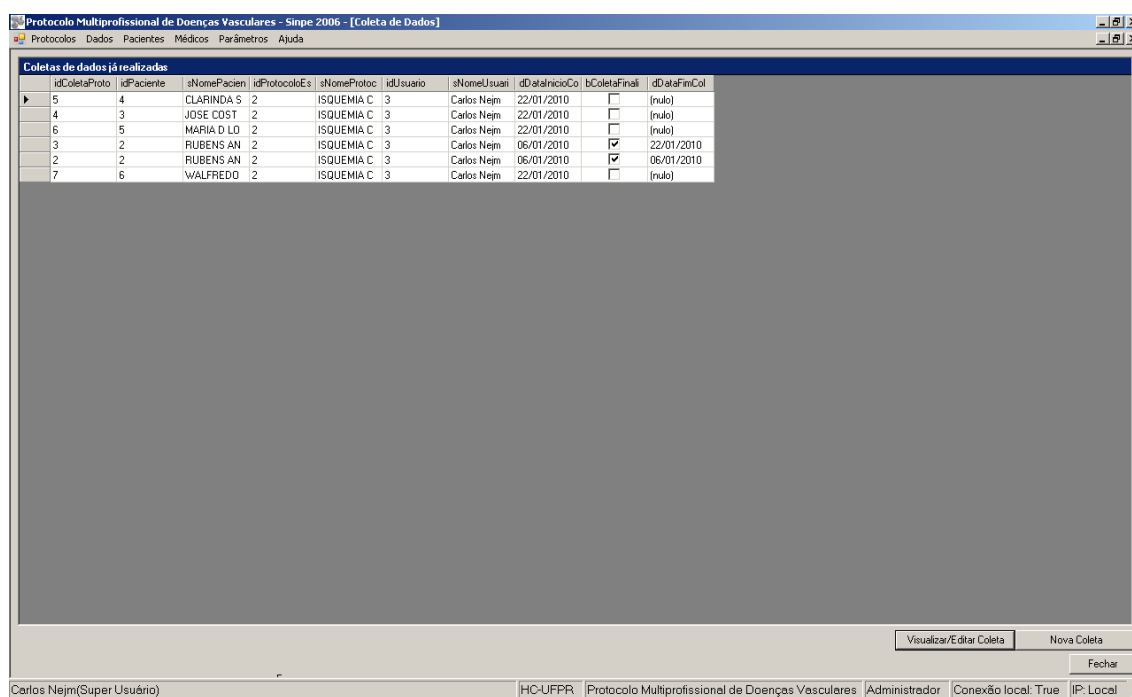 Protocolo Multiprofissional de Doenças Vasculares - Sinpe 2006 - [Coleta de Dados]
Protocolos Dados Pacientes Médicos Parâmetros Ajuda
Coletas de dados já realizadas
idColetaProto idPaciente sNomePacien idProtocoloEs sNomeProtoc idUsuario sNomeUsuari dDataInicioCo bColetaFinali dDataFimCol
5 4 CLARINDA S 2 ISQUEMIA C 3 Carlos Nejm 22/01/2010 (nulo)
4 3 JOSE COST 2 ISQUEMIA C 3 Carlos Nejm 22/01/2010 (nulo)
6 5 MARIA D LO 2 ISQUEMIA C 3 Carlos Nejm 22/01/2010 (nulo)
3 2 RUBENS AN 2 ISQUEMIA C 3 Carlos Nejm 06/01/2010 22/01/2010
2 2 RUBENS AN 2 ISQUEMIA C 3 Carlos Nejm 06/01/2010 06/01/2010
7 6 WALFREDO 2 ISQUEMIA C 3 Carlos Nejm 22/01/2010 (nulo)
Visualizar/Editar Coleta Nova Coleta
Fechar
Carlos Nejm(Super Usuário) HC-UFPR Protocolo Multiprofissional de Doenças Vasculares Administrador Conexão local: True IP: Local